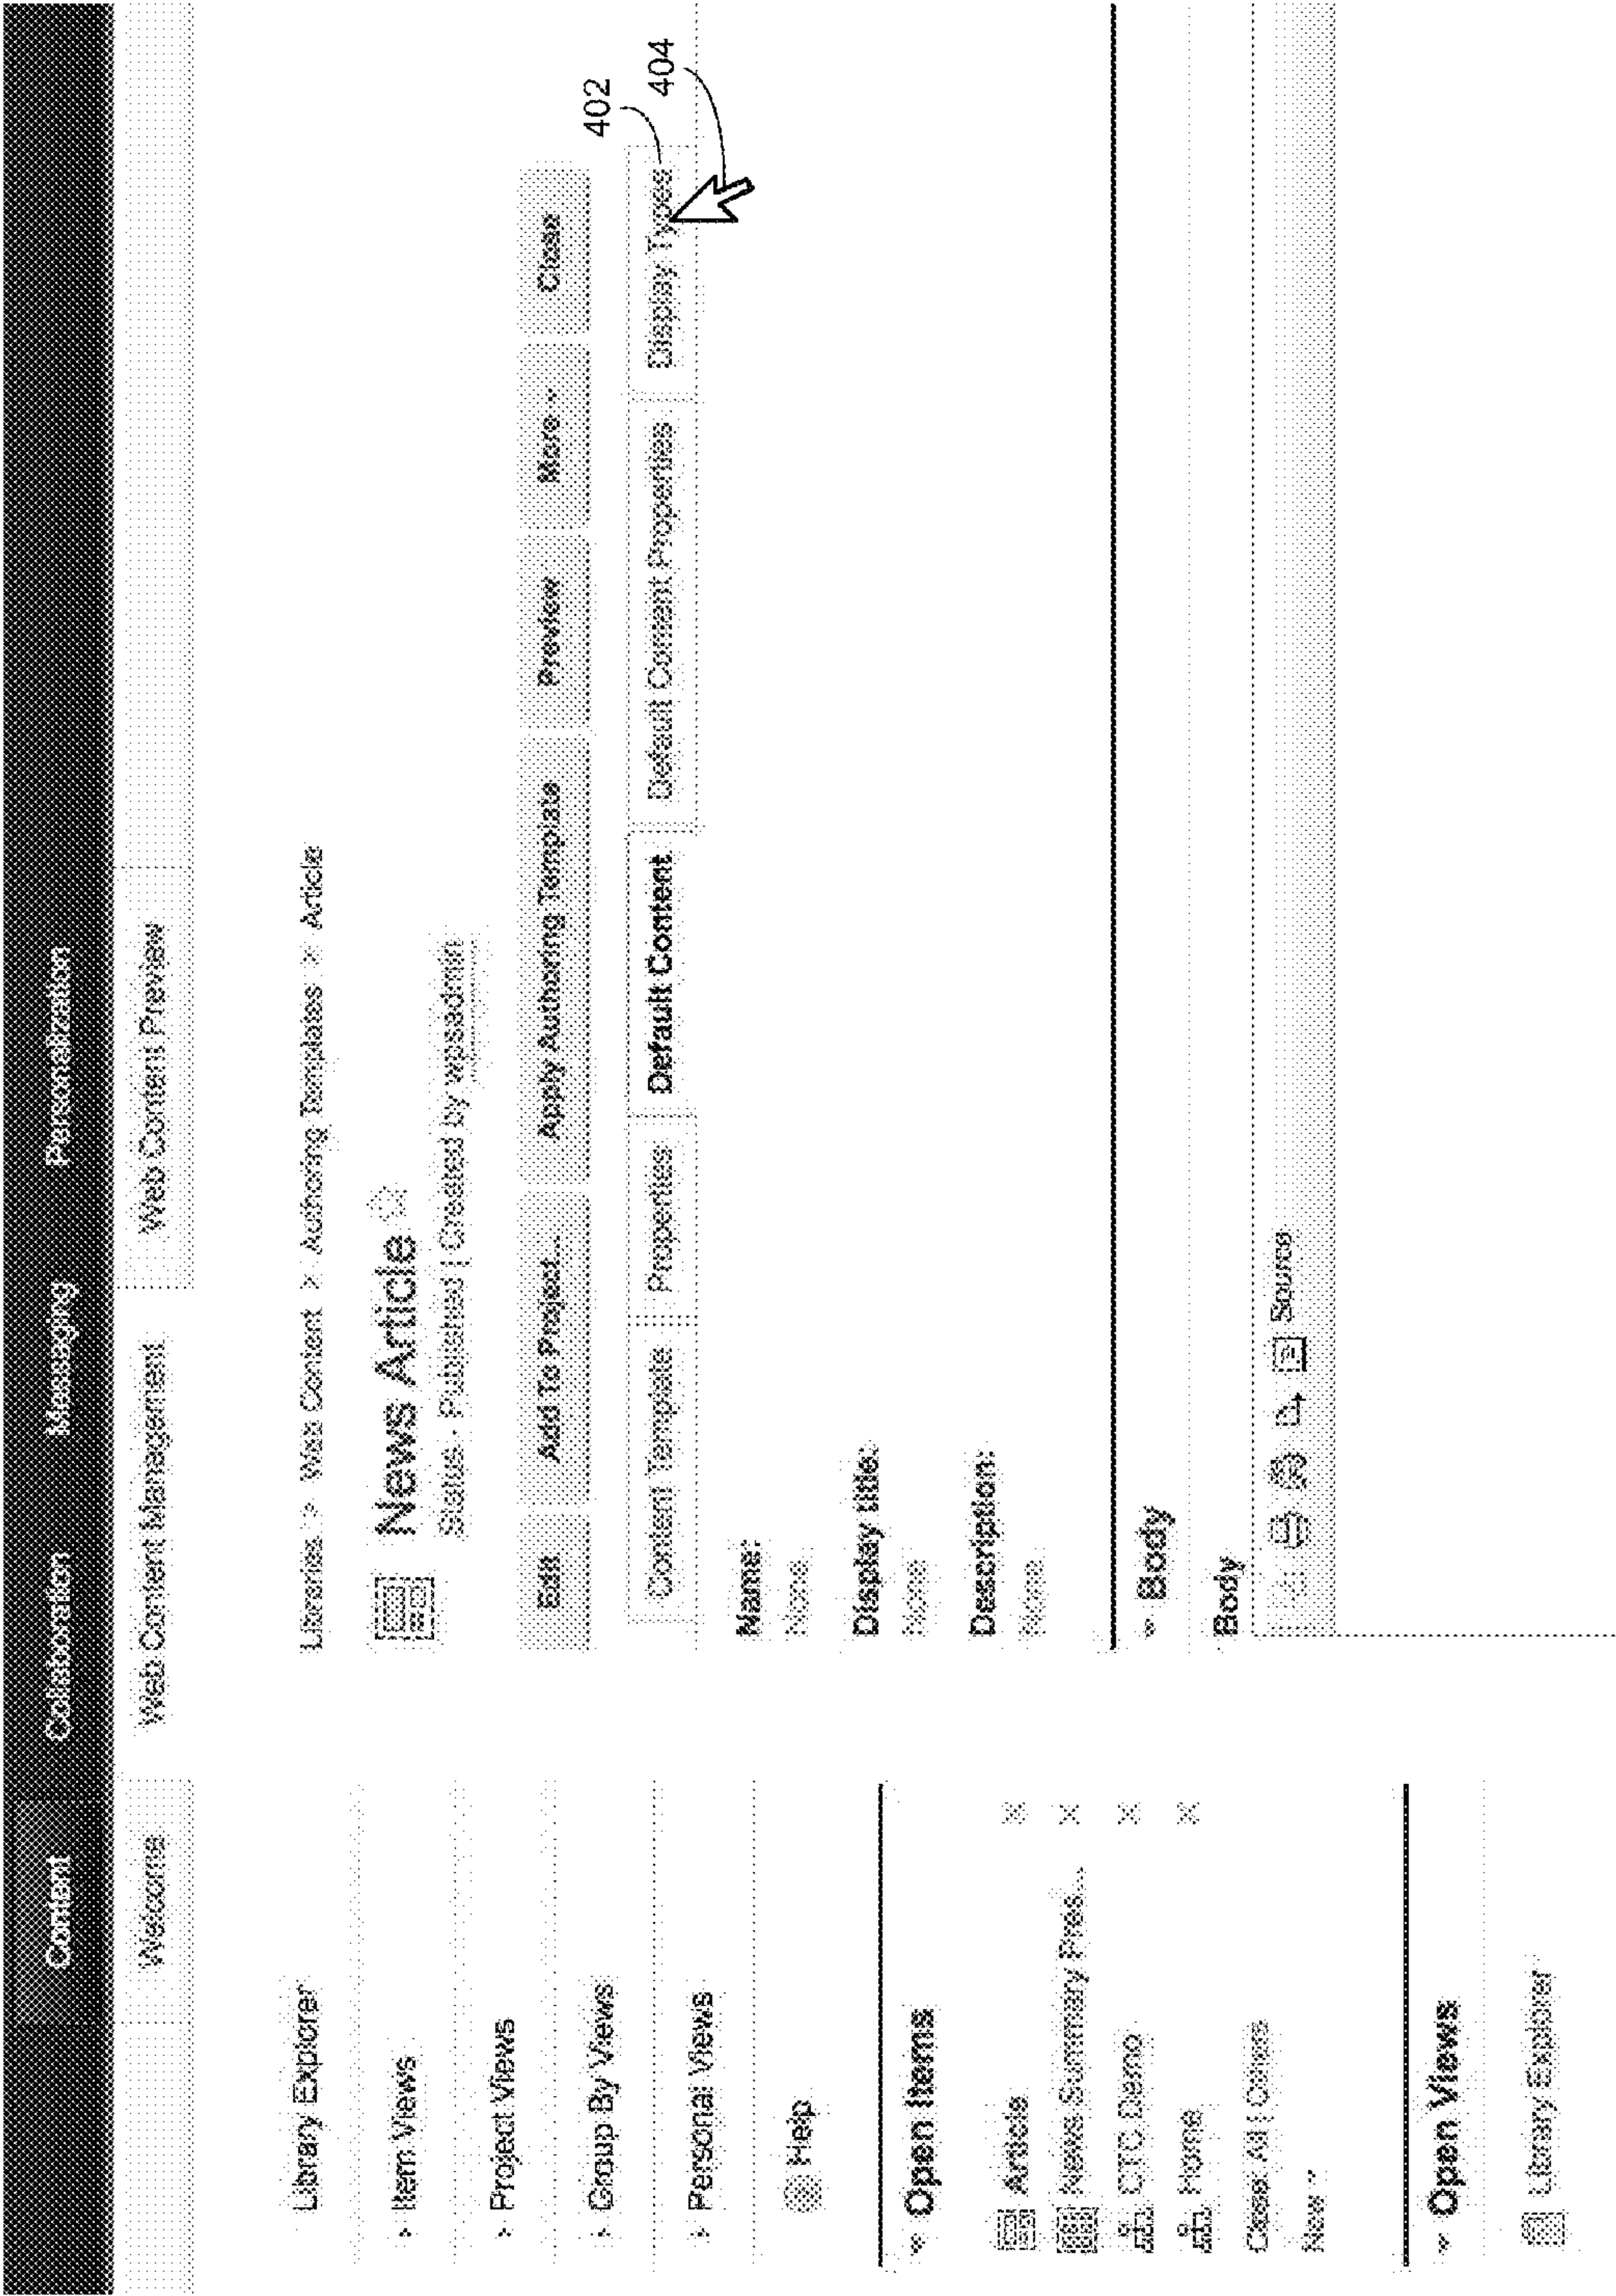 Content Collaboration Messaging Personalization
Welcome Web Content Management Web Content Preview
Library Explorer
Item Views
Project Views
Group By Views
Personal Views
Help
Open Items
Article X
News Summary Pres... X
CTC Demo X
Home X
Close All | Others
New
Open Views
Library Explorer
Libraries > Web Content > Authoring Templates > Article
News Article
Status: Published | Created by wpsadmin
Edit Add To Project... Apply Authoring Template Preview More Close
402
Content Template Properties Default Content Default Content Properties Display Types
404
Name:
None
Display title:
None
Description:
None
Body
Body
Source